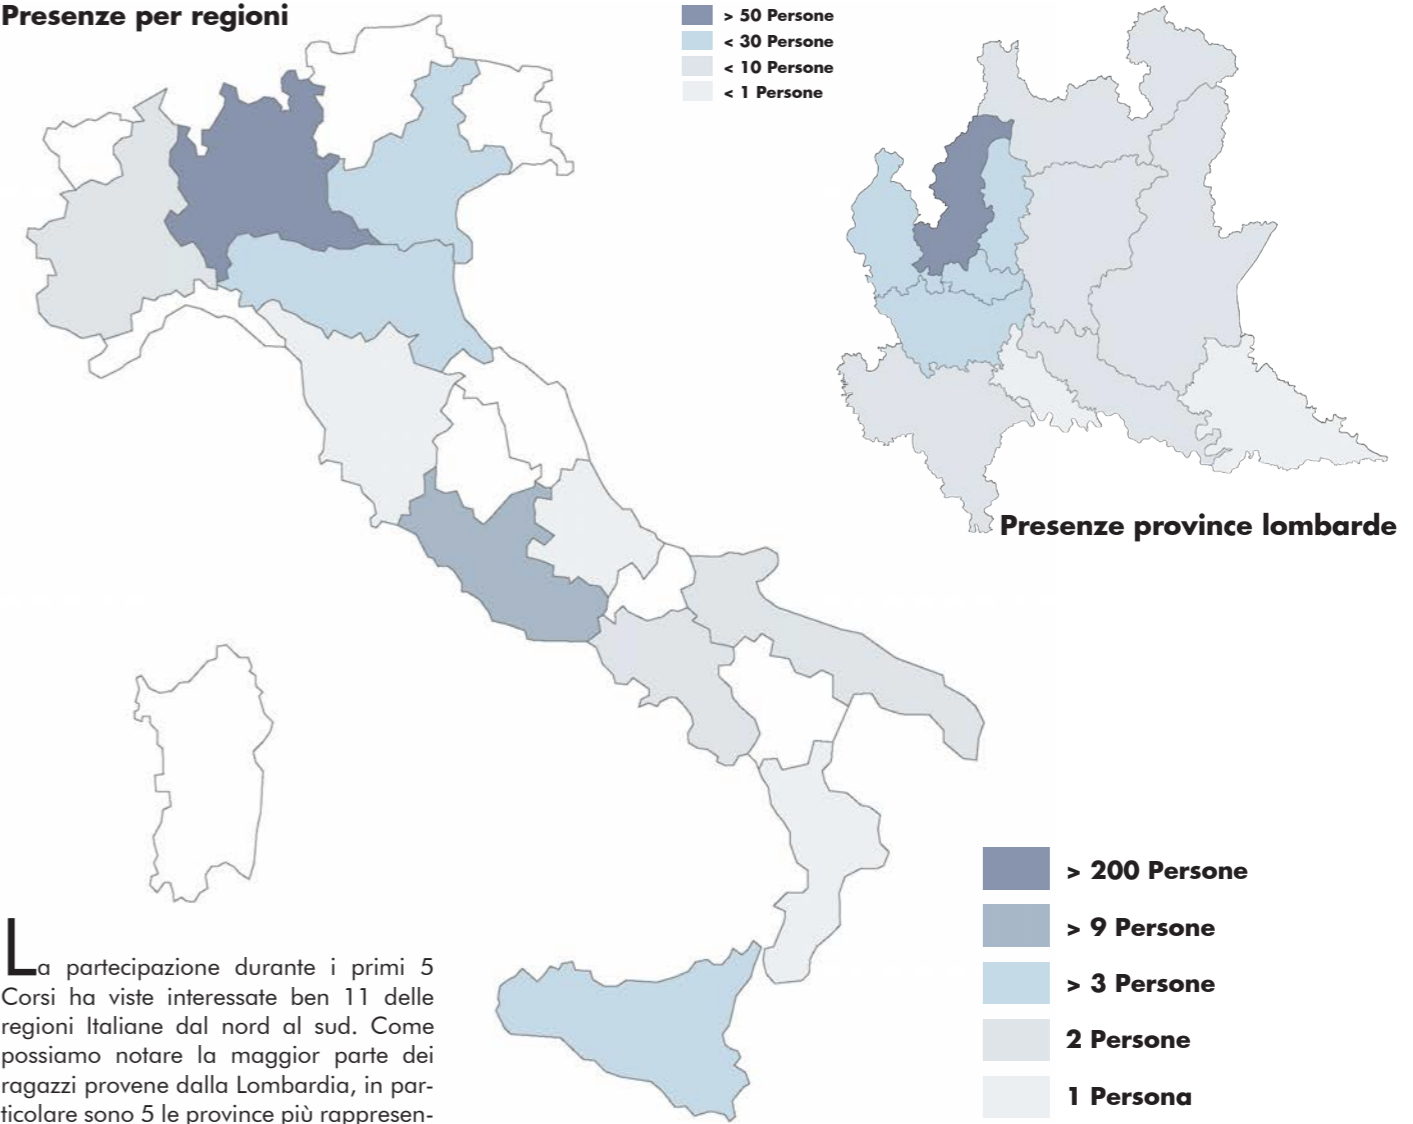 Presenze per regioni
> 50 Persone
< 30 Persone
< 10 Persone
< 1 Persone
Presenze province lombarde
> 200 Persone
> 9 Persone
> 3 Persone
2 Persone
1 Persona
La partecipazione durante i primi 5
Corsi ha viste interessate ben 11 delle
regioni Italiane dal nord al sud. Come
possiamo notare la maggior parte dei
ragazzi provene dalla Lombardia, in par-
ticolare sono 5 le province più rappresen-